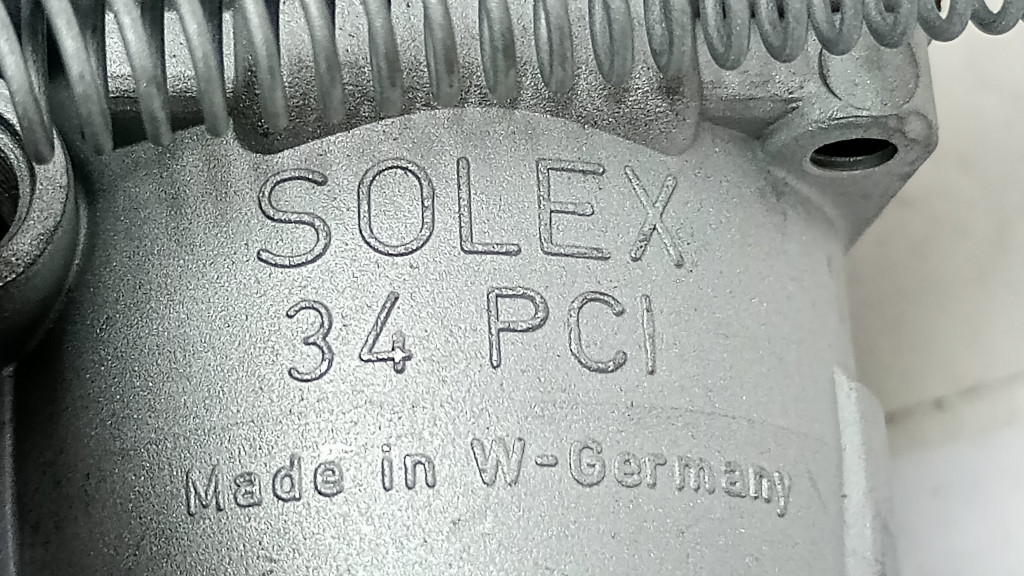 SOLEX
34 PCI
Made in W-Germany